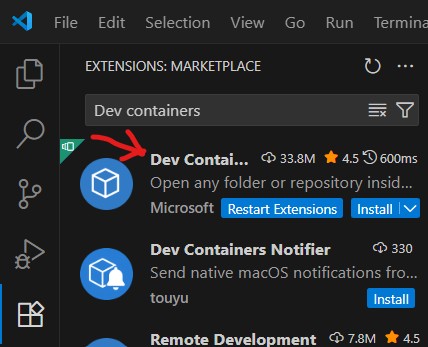 File Edit Selection View Go Run Termina
EXTENSIONS: MARKETPLACE
Dev containers
Dev Contai... 33.8M 4.5 600ms
Open any folder or repository insid...
Microsoft Restart Extensions Install
Dev Containers Notifier 330
Send native macOS notifications fro...
touyu Install
Remote Development 7.8M 4.5